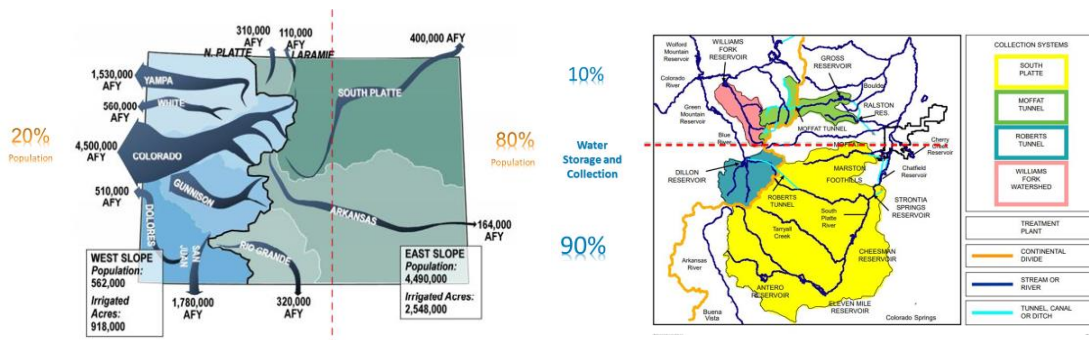 310,000
AFY
110,000
AFY
N. PLATTE
LARAMIE
400,000
AFY
1,530,000
AFY
YAMPA
SOUTH PLATTE
560,000
AFY
WHITE
20%
Population
80%
Population
4,500,000
AFY
COLORADO
510,000
AFY
GUNNISON
DOLORES
SAN
JUAN
ARKANSAS
164,000
AFY
RIO GRANDE
WEST SLOPE
Population:
562,000
Irrigated
Acres:
918,000
EAST SLOPE
Population:
4,490,000
Irrigated Acres:
2,548,000
1,780,000
AFY
320,000
AFY
10%
Water
Storage and
Collection
90%
Wolford
Mountain
Reservoir
WILLIAMS
FORK
RESERVOIR
GROSS
RESERVOIR
Colorado
River
Boulder
RALSTON
RES.
Green
Mountain
Reservoir
MOFFAT TUNNEL
Blue
River
MOFFAT
Cherry
Creek
Reservoir
MARSTON
Chatfield
Reservoir
DILLON
RESERVOIR
FOOTHILLS
ROBERTS
TUNNEL
STRONTIA
SPRINGS
RESERVOIR
South
Platte
River
Tarryall
Creek
CHEESMAN
RESERVOIR
Arkansas
River
ANTERO
RESERVOIR
ELEVEN MILE
RESERVOIR
Buena
Vista
Colorado Springs
COLLECTION SYSTEMS
SOUTH
PLATTE
MOFFAT
TUNNEL
ROBERTS
TUNNEL
WILLIAMS
FORK
WATERSHED
TREATMENT
PLANT
CONTINENTAL
DIVIDE
STREAM OR
RIVER
TUNNEL, CANAL
OR DITCH